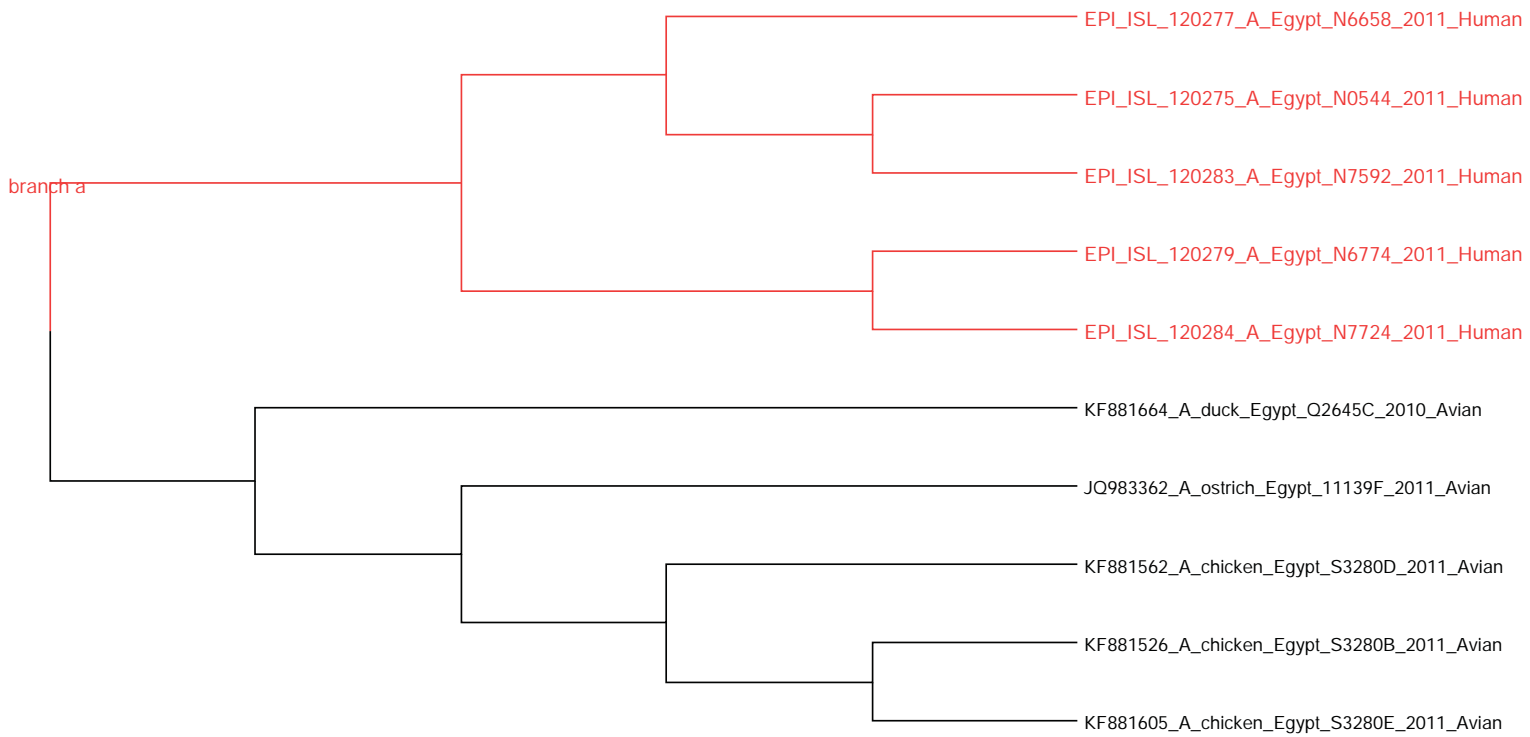 EPI_ISL_120277_A_Egypt_N6658_2011_Human
EPI_ISL_120275_A_Egypt_N0544_2011_Human
EPI_ISL_120283_A_Egypt_N7592_2011_Human
branch a
EPI_ISL_120279_A_Egypt_N6774_2011_Human
EPI_ISL_120284_A_Egypt_N7724_2011_Human
KF881664_A_duck_Egypt_Q2645C_2010_Avian
JQ983362_A_ostrich_Egypt_11139F_2011_Avian
KF881562_A_chicken_Egypt_S3280D_2011_Avian
KF881526_A_chicken_Egypt_S3280B_2011_Avian
KF881605_A_chicken_Egypt_S3280E_2011_Avian